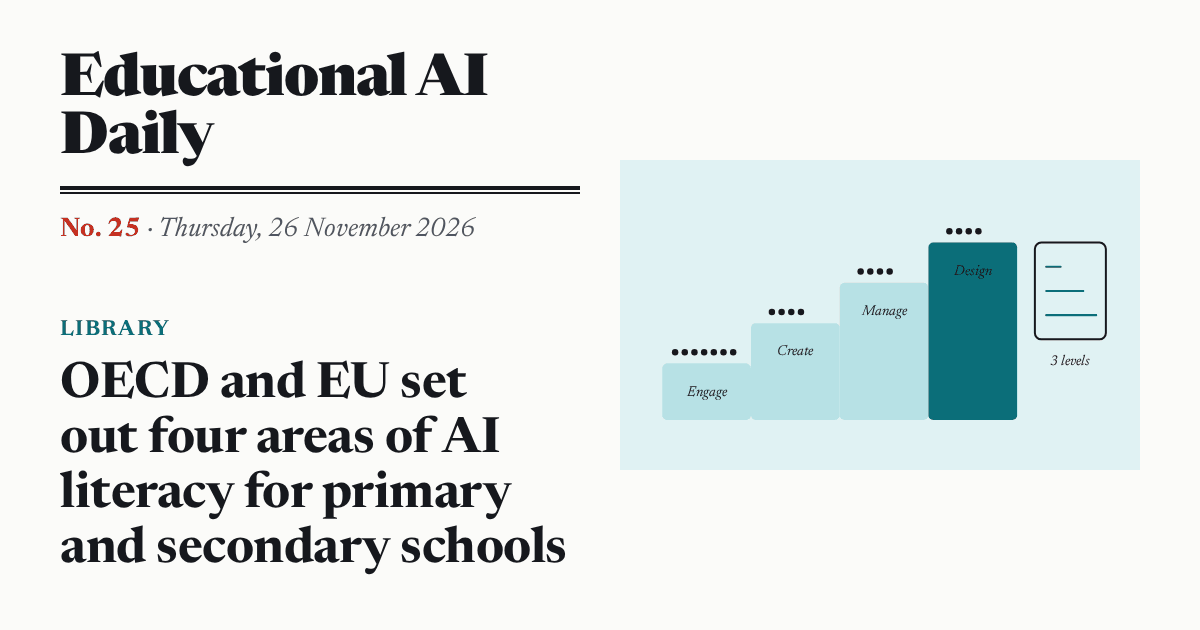 Educational AI
Daily
No. 25 · Thursday, 26 November 2026
LIBRARY
OECD and EU set
out four areas of AI
literacy for primary
and secondary schools
Engage
Create
Manage
Design
3 levels